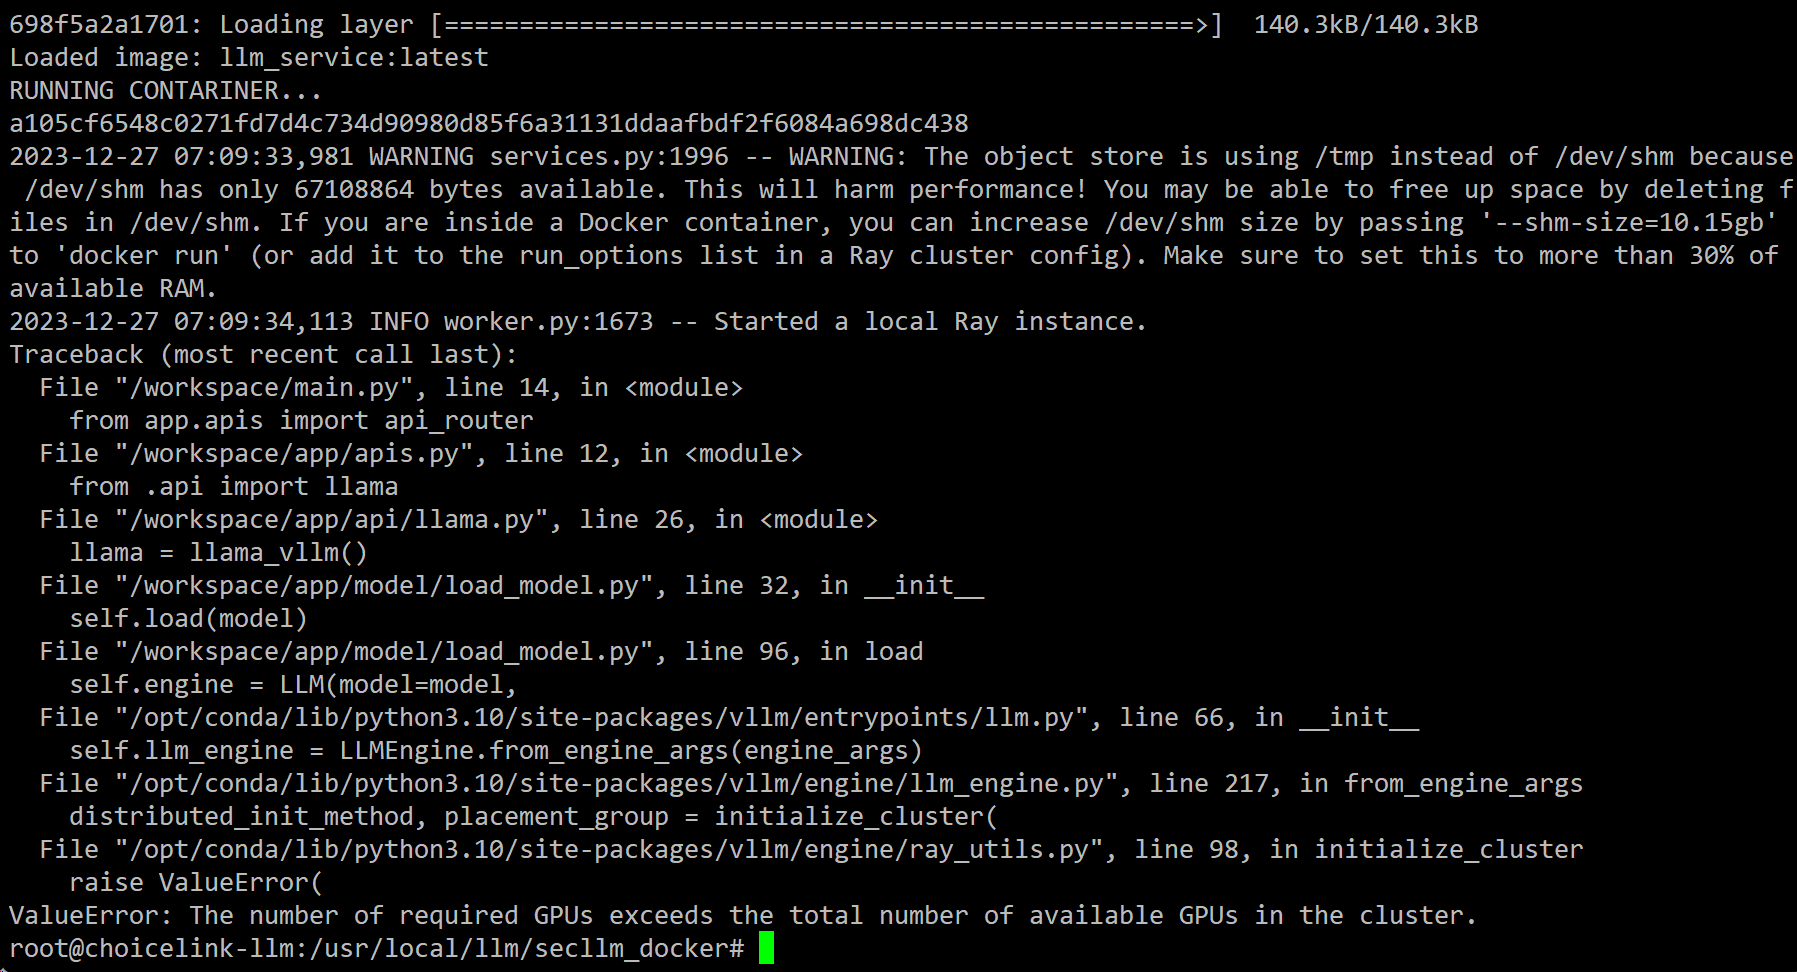 698f5a2a1701: Loading layer [==================================================>]  140.3kB/140.3kB
Loaded image: llm_service:latest
RUNNING CONTARINER...
a105cf6548c0271fd7d4c734d90980d85f6a31131ddaafbdf2f6084a698dc438
2023-12-27 07:09:33,981 WARNING services.py:1996 -- WARNING: The object store is using /tmp instead of /dev/shm because
 /dev/shm has only 67108864 bytes available. This will harm performance! You may be able to free up space by deleting f
iles in /dev/shm. If you are inside a Docker container, you can increase /dev/shm size by passing '--shm-size=10.15gb'
to 'docker run' (or add it to the run_options list in a Ray cluster config). Make sure to set this to more than 30% of
available RAM.
2023-12-27 07:09:34,113 INFO worker.py:1673 -- Started a local Ray instance.
Traceback (most recent call last):
  File "/workspace/main.py", line 14, in <module>
    from app.apis import api_router
  File "/workspace/app/apis.py", line 12, in <module>
    from .api import llama
  File "/workspace/app/api/llama.py", line 26, in <module>
    llama = llama_vllm()
  File "/workspace/app/model/load_model.py", line 32, in __init__
    self.load(model)
  File "/workspace/app/model/load_model.py", line 96, in load
    self.engine = LLM(model=model,
  File "/opt/conda/lib/python3.10/site-packages/vllm/entrypoints/llm.py", line 66, in __init__
    self.llm_engine = LLMEngine.from_engine_args(engine_args)
  File "/opt/conda/lib/python3.10/site-packages/vllm/engine/llm_engine.py", line 217, in from_engine_args
    distributed_init_method, placement_group = initialize_cluster(
  File "/opt/conda/lib/python3.10/site-packages/vllm/engine/ray_utils.py", line 98, in initialize_cluster
    raise ValueError(
ValueError: The number of required GPUs exceeds the total number of available GPUs in the cluster.
root@choicelink-llm:/usr/local/llm/secllm_docker#